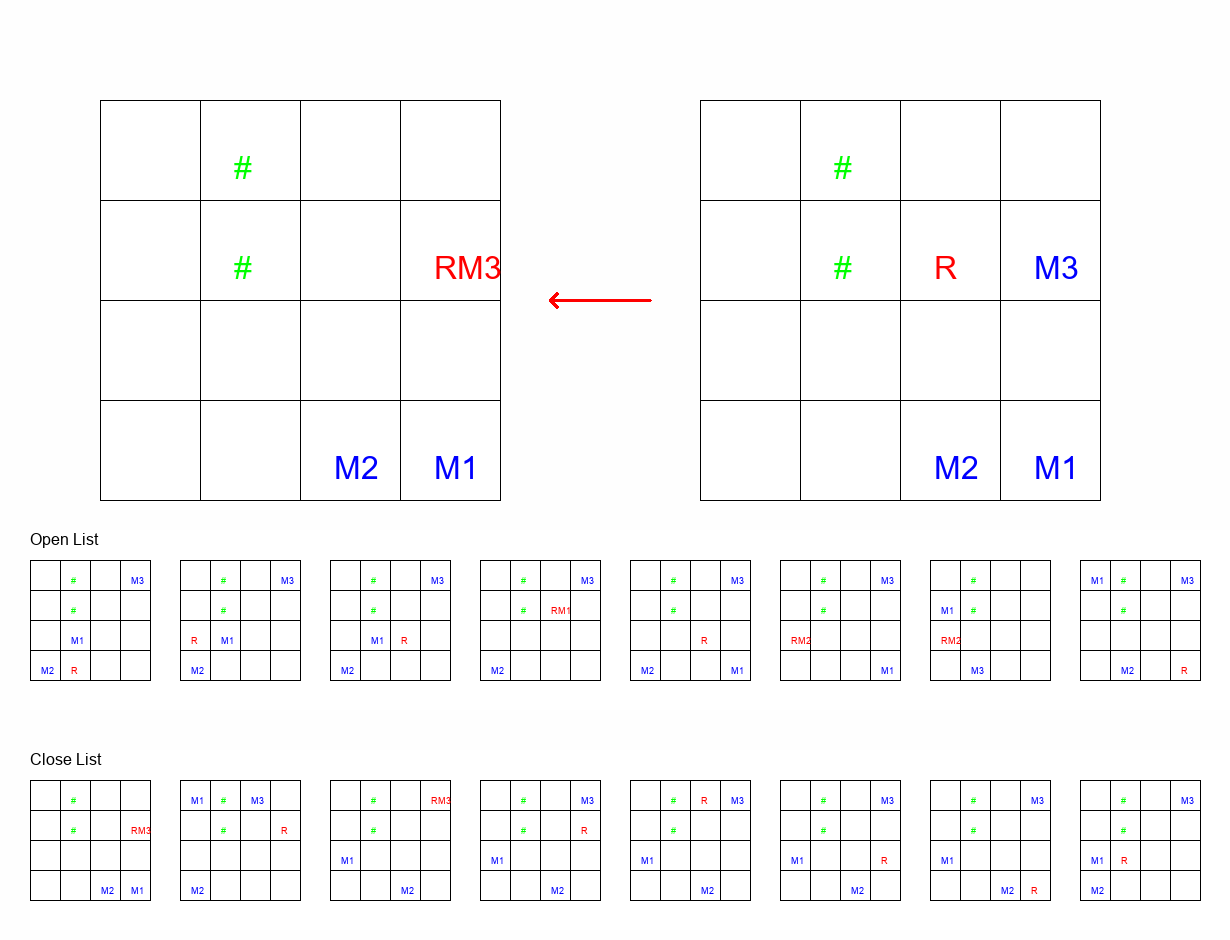 # #
# RM3 # R M3
M2 M1 M2 M1
Open List
# M3 # M3 # M3 # M3 # M3 # M3 # M1 # M3
# # # # RM1 # # M1 # #
M1 R M1 M1 R R RM2 RM2
M2 R M2 M2 M2 M2 M1 M1 M3 M2 R
Close List
# M1 # M3 # RM3 # M3 # R M3 # M3 # M3 # M3
# RM3 # R # # R # # # #
M1 M1 M1 M1 R M1 M1 R
M2 M1 M2 M2 M2 M2 M2 M2 R M2